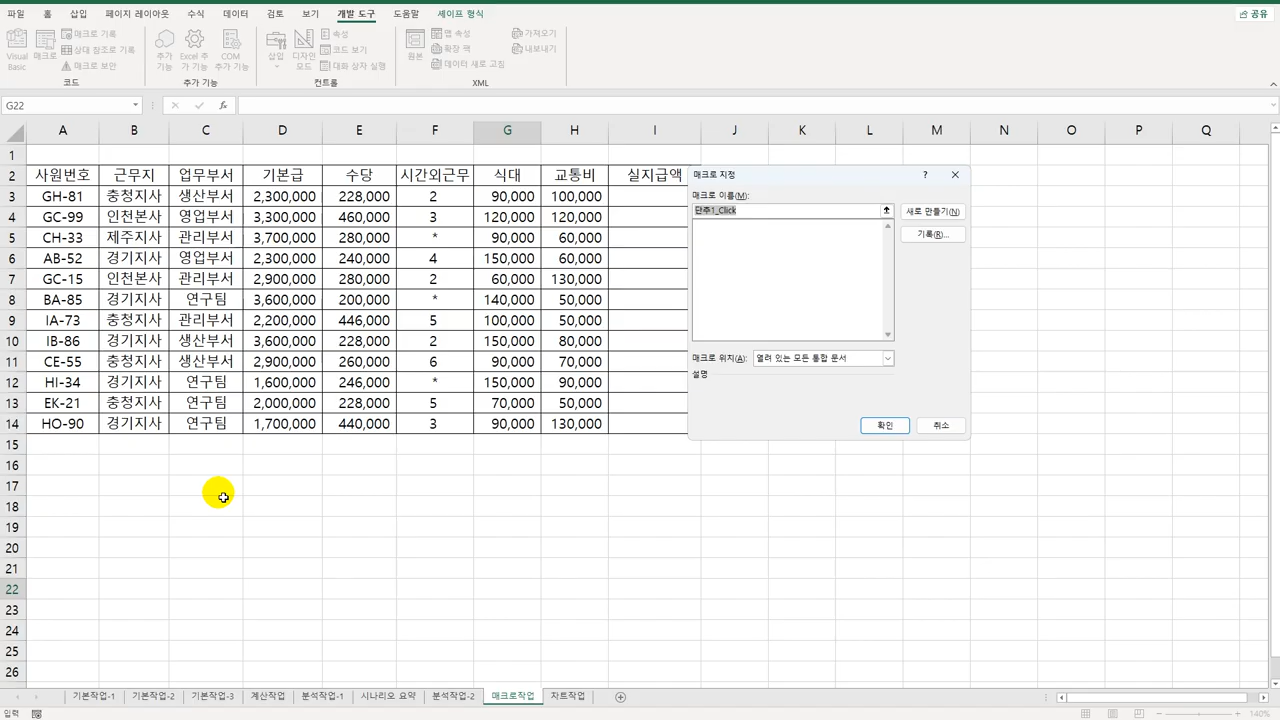 파일 홈 삽입 페이지 레이아웃 수식 데이터 검토 보기 개발 도구 도움말 셰이프 형식 공유
Visual Basic 매크로 매크로 기록 상대 참조로 기록 매크로 보안 코드
추가 기능 Excel 추가 기능 COM 추가 기능 추가 기능
삽입 디자인 모드 속성 코드 보기 대화 상자 실행 컨트롤
원본 맵 속성 확장 팩 데이터 새로 고침 가져오기 내보내기 XML
G22 fx
A B C D E F G H I J K L M N O P Q
1
2 사원번호 근무지 업무부서 기본급 수당 시간외근무 식대 교통비 실지급액
3 GH-81 충청지사 생산부서 2,300,000 228,000 2 90,000 100,000
4 GC-99 인천본사 영업부서 3,300,000 460,000 3 120,000 120,000
5 CH-33 제주지사 관리부서 3,700,000 280,000 * 90,000 60,000
6 AB-52 경기지사 영업부서 2,300,000 240,000 4 150,000 60,000
7 GC-15 인천본사 관리부서 2,900,000 280,000 2 60,000 130,000
8 BA-85 경기지사 연구팀 3,600,000 200,000 * 140,000 50,000
9 IA-73 충청지사 관리부서 2,200,000 446,000 5 100,000 50,000
10 IB-86 경기지사 생산부서 3,600,000 228,000 2 150,000 80,000
11 CE-55 충청지사 생산부서 2,900,000 260,000 6 90,000 70,000
12 HI-34 경기지사 연구팀 1,600,000 246,000 * 150,000 90,000
13 EK-21 충청지사 연구팀 2,000,000 228,000 5 70,000 50,000
14 HO-90 경기지사 연구팀 1,700,000 440,000 3 90,000 130,000
15
16
17
18
19
20
21
22
23
24
25
26
매크로 지정 ?
매크로 이름(M):
단추1_Click
새로 만들기(N)
기록(R)...
매크로 위치(A): 열려 있는 모든 통합 문서
설명
확인 취소
기본작업-1 기본작업-2 기본작업-3 계산작업 분석작업-1 시나리오 요약 분석작업-2 매크로작업 차트작업
입력 140%